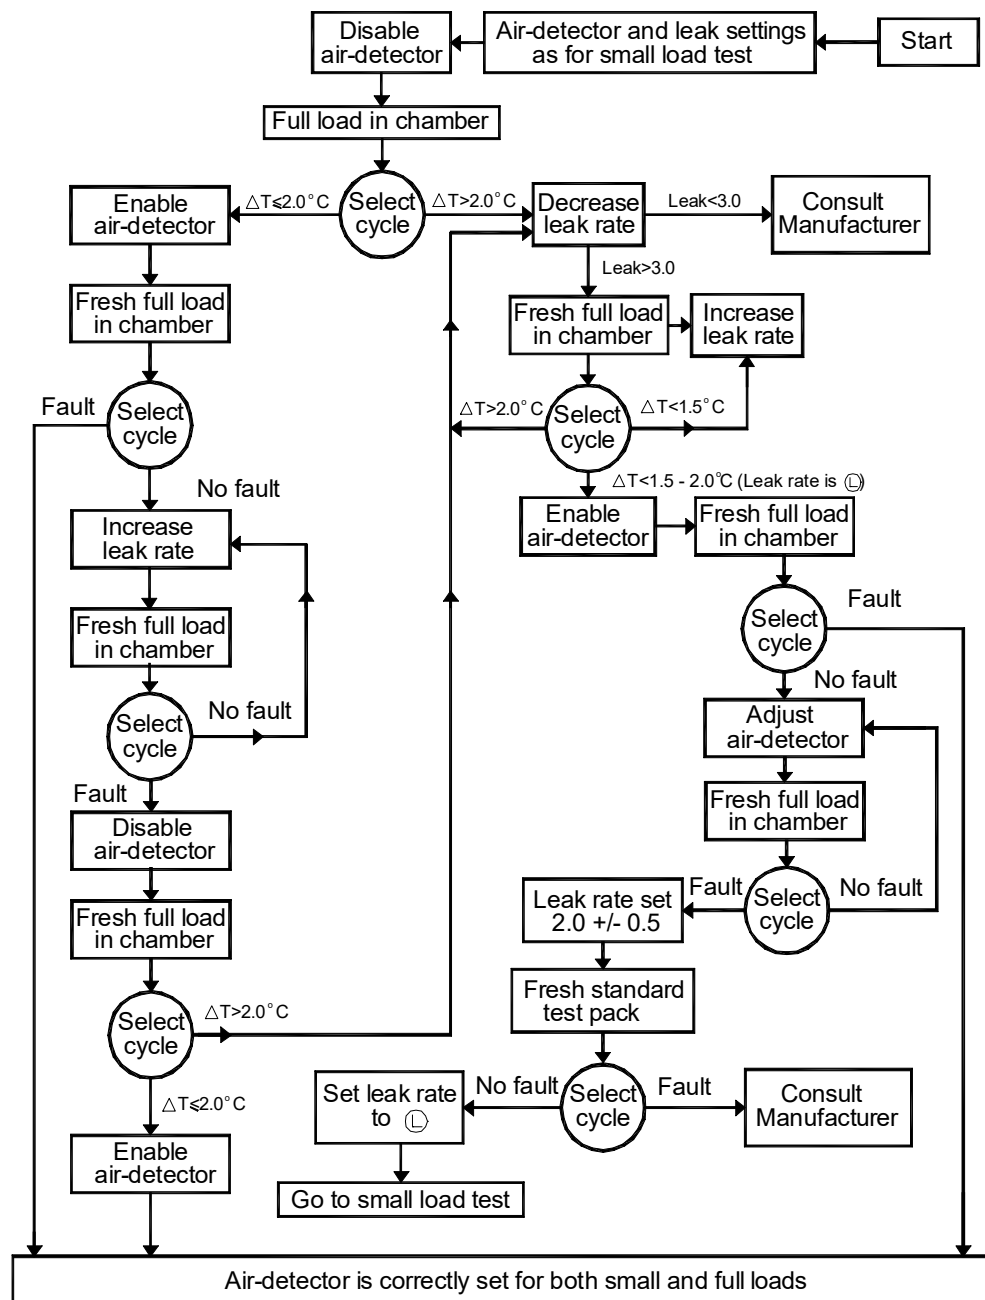 Disable
air-detector
Air-detector and leak settings
as for small load test
Start
Full load in chamber
Select
cycle
△T⩽2.0°C
△T>2.0°C
Enable
air-detector
Decrease
leak rate
Leak<3.0
Consult
Manufacturer
Leak>3.0
Fresh full load
in chamber
Fresh full load
in chamber
Increase
leak rate
Fault
Select
cycle
△T>2.0°C
Select
cycle
△T<1.5°C
No fault
△T<1.5 - 2.0°C (Leak rate is Ⓛ)
Increase
leak rate
Enable
air-detector
Fresh full load
in chamber
Fresh full load
in chamber
Select
cycle
Fault
No fault
Select
cycle
No fault
Adjust
air-detector
Fault
Disable
air-detector
Fresh full load
in chamber
Fresh full load
in chamber
Leak rate set
2.0 +/- 0.5
Fault
Select
cycle
No fault
Fresh standard
test pack
Select
cycle
△T>2.0°C
△T⩽2.0°C
Set leak rate
to Ⓛ
No fault
Select
cycle
Fault
Consult
Manufacturer
Enable
air-detector
Go to small load test
Air-detector is correctly set for both small and full loads